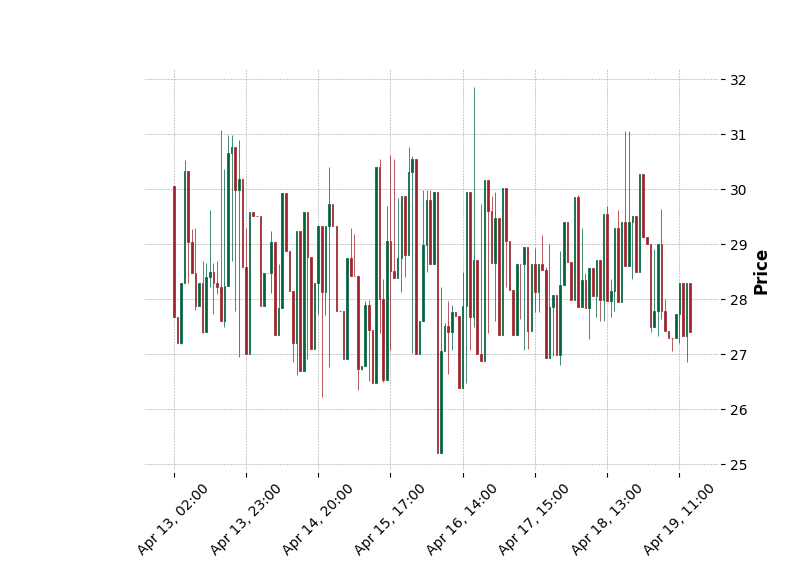 32
31
30
29
28
27
26
25
Price
Apr 13, 02:00
Apr 13, 23:00
Apr 14, 20:00
Apr 15, 17:00
Apr 16, 14:00
Apr 17, 15:00
Apr 18, 13:00
Apr 19, 11:00